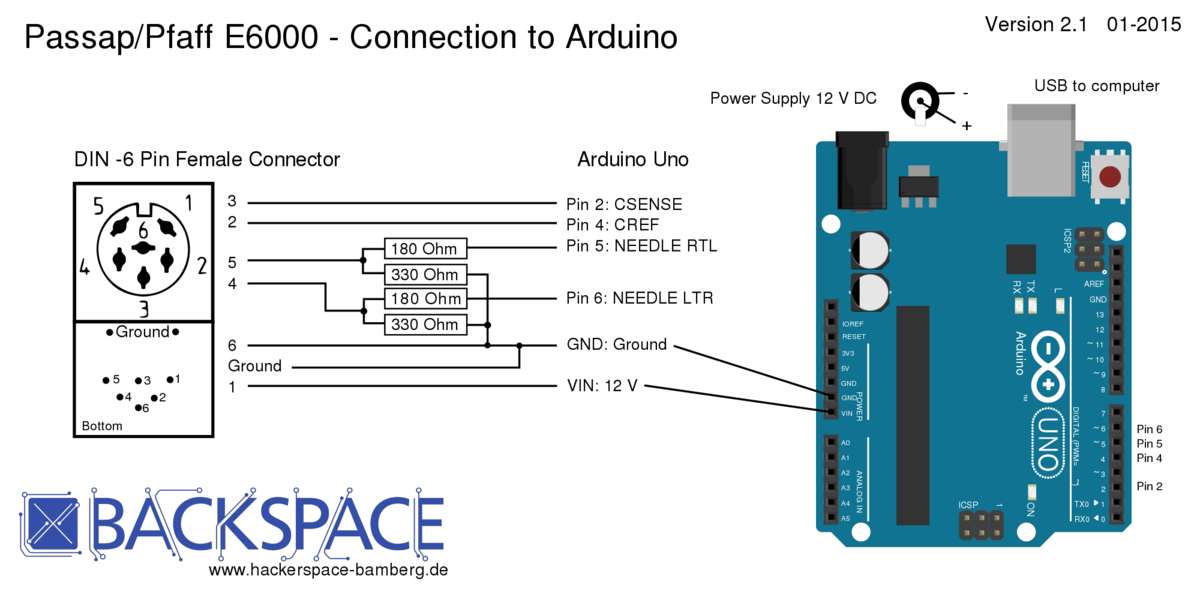 Passap/Pfaff E6000 - Connection to Arduino
Version 2.1 01-2015
Power Supply 12 V DC
-
+
USB to computer
DIN -6 Pin Female Connector
Arduino Uno
5
1
6
4
2
3
Ground
5
3
1
4
2
6
Bottom
3
Pin 2: CSENSE
2
Pin 4: CREF
5
180 Ohm
Pin 5: NEEDLE RTL
330 Ohm
4
180 Ohm
Pin 6: NEEDLE LTR
330 Ohm
6
GND: Ground
Ground
1
VIN: 12 V
RESET
ICSP2
RX
TX
L
IOREF
RESET
3V3
5V
GND
GND
VIN
POWER
A0
A1
A2
A3
A4
A5
ANALOG IN
Arduino
TM
UNO
DIGITAL (PWM= ~)
ON
ICSP
1
AREF
GND
13
12
~11
~10
~9
8
7
~6
~5
4
~3
2
TX0 1
RX0 0
Pin 6
Pin 5
Pin 4
Pin 2
BACKSPACE
www.hackerspace-bamberg.de